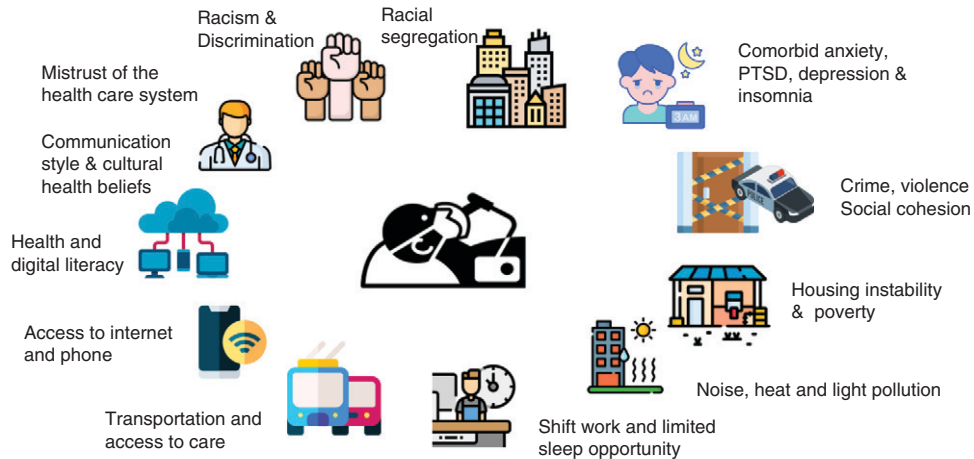 Racism &
Discrimination
Racial
segregation
Comorbid anxiety,
PTSD, depression &
insomnia
3 AM
Mistrust of the
health care system
Communication
style & cultural
health beliefs
POLICE
Crime, violence
Social cohesion
Health and
digital literacy
Housing instability
& poverty
Access to internet
and phone
Noise, heat and light pollution
Transportation and
access to care
Shift work and limited
sleep opportunity